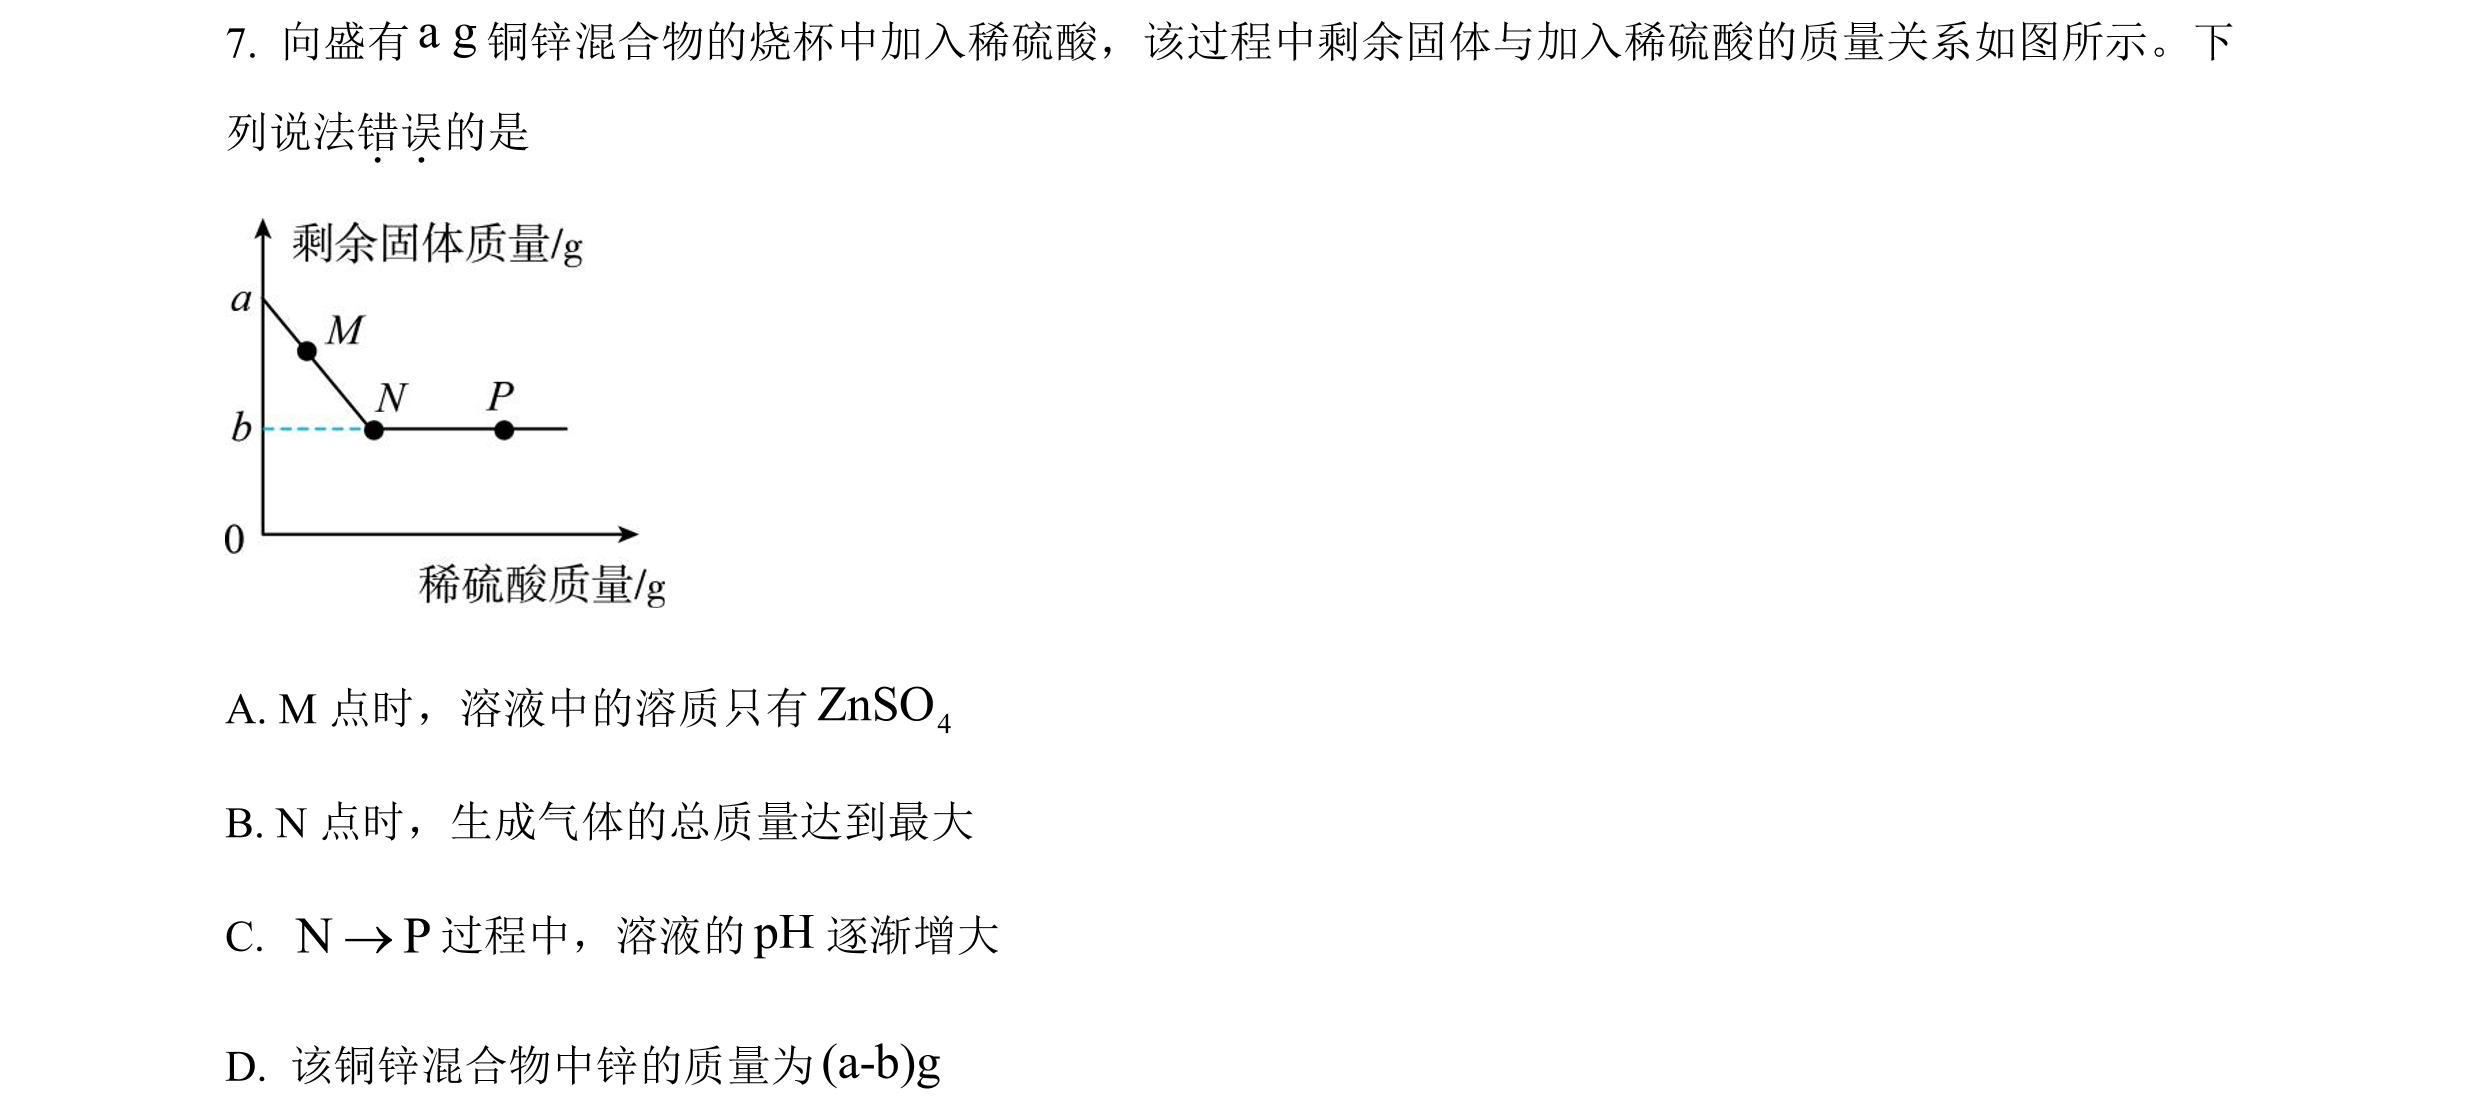 7. 向盛有 a g 铜锌混合物的烧杯中加入稀硫酸，该过程中剩余固体与加入稀硫酸的质量关系如图所示。下
列说法错误的是
剩余固体质量/g
a
M
N
P
b
0
稀硫酸质量/g
A. M 点时，溶液中的溶质只有 ZnSO₄
B. N 点时，生成气体的总质量达到最大
C. N→P 过程中，溶液的 pH 逐渐增大
D. 该铜锌混合物中锌的质量为 (a-b)g